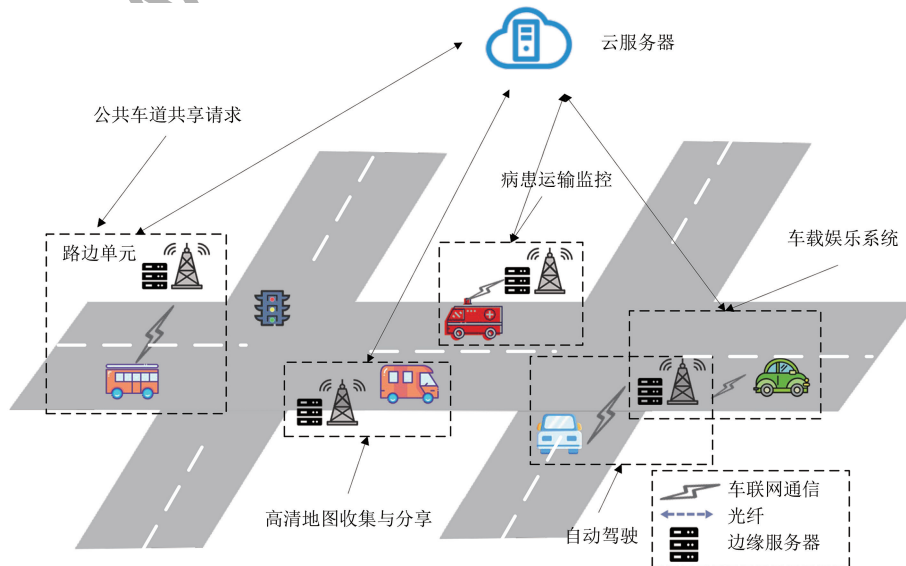 云服务器
公共车道共享请求
病患运输监控
路边单元
车载娱乐系统
高清地图收集与分享
自动驾驶
车联网通信
光纤
边缘服务器